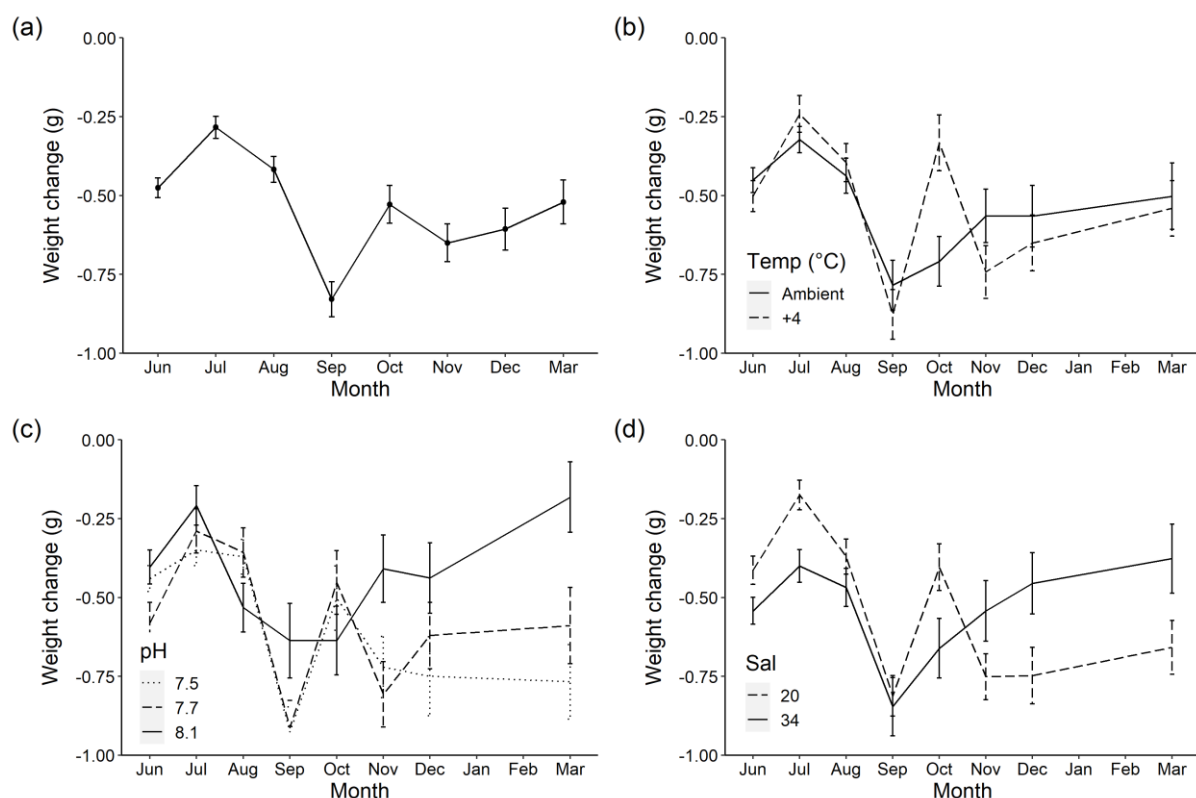 (a)
0.00
-0.25
-0.50
-0.75
-1.00
Weight change (g)
Jun Jul Aug Sep Oct Nov Dec Mar
Month
(b)
0.00
-0.25
-0.50
-0.75
-1.00
Weight change (g)
Temp (°C)
Ambient
+4
Jun Jul Aug Sep Oct Nov Dec Jan Feb Mar
Month
(c)
0.00
-0.25
-0.50
-0.75
-1.00
Weight change (g)
pH
7.5
7.7
8.1
Jun Jul Aug Sep Oct Nov Dec Jan Feb Mar
Month
(d)
0.00
-0.25
-0.50
-0.75
-1.00
Weight change (g)
Sal
20
34
Jun Jul Aug Sep Oct Nov Dec Jan Feb Mar
Month